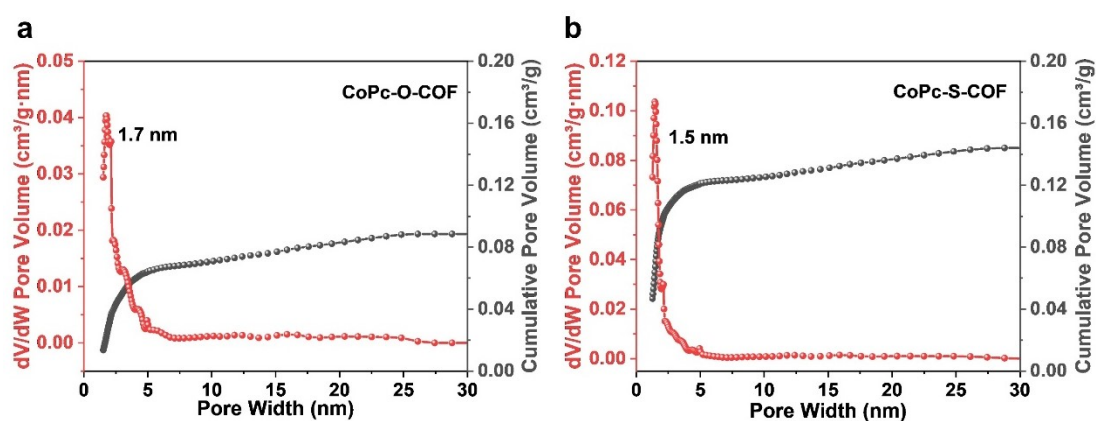 a
dV/dW Pore Volume (cm³/g·nm)
0.05
0.04
0.03
0.02
0.01
0.00
1.7 nm
CoPc-O-COF
0.20
0.16
0.12
0.08
0.04
0.00
Cumulative Pore Volume (cm³/g)
0 5 10 15 20 25 30
Pore Width (nm)
b
dV/dW Pore Volume (cm³/g·nm)
0.12
0.10
0.08
0.06
0.04
0.02
0.00
1.5 nm
CoPc-S-COF
0.20
0.16
0.12
0.08
0.04
0.00
Cumulative Pore Volume (cm³/g)
0 5 10 15 20 25 30
Pore Width (nm)